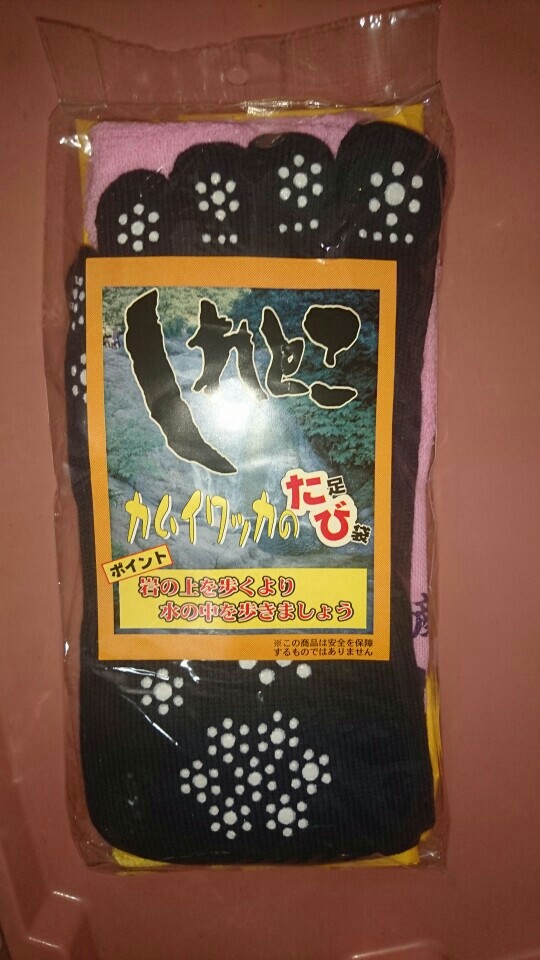 しれとこ
カムイワッカの
たび
足袋
ポイント
岩の上を歩くより
水の中を歩きましょう
※この商品は安全を保障
するものではありません